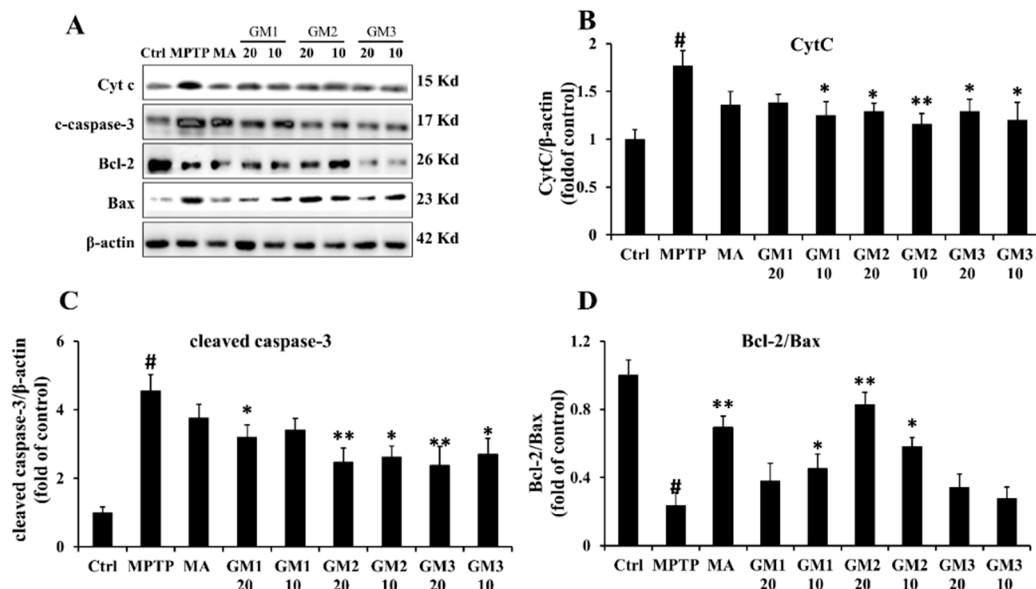 A
GM1 GM2 GM3
Ctrl MPTP MA 20 10 20 10 20 10
Cyt c 15 Kd
c-caspase-3 17 Kd
Bcl-2 26 Kd
Bax 23 Kd
β-actin 42 Kd
B
CytC
CytC/β-actin
(foldof control)
2
1.5
1
0.5
0
# * * ** * *
Ctrl MPTP MA GM1 GM1 GM2 GM2 GM3 GM3
20 10 20 10 20 10
C
cleaved caspase-3
cleaved caspase-3/β-actin
(fold of control)
6
4
2
0
# * ** * ** *
Ctrl MPTP MA GM1 GM1 GM2 GM2 GM3 GM3
20 10 20 10 20 10
D
Bcl-2/Bax
Bcl-2/Bax
(fold of control)
1.2
0.8
0.4
0
# ** * ** *
Ctrl MPTP MA GM1 GM1 GM2 GM2 GM3 GM3
20 10 20 10 20 10